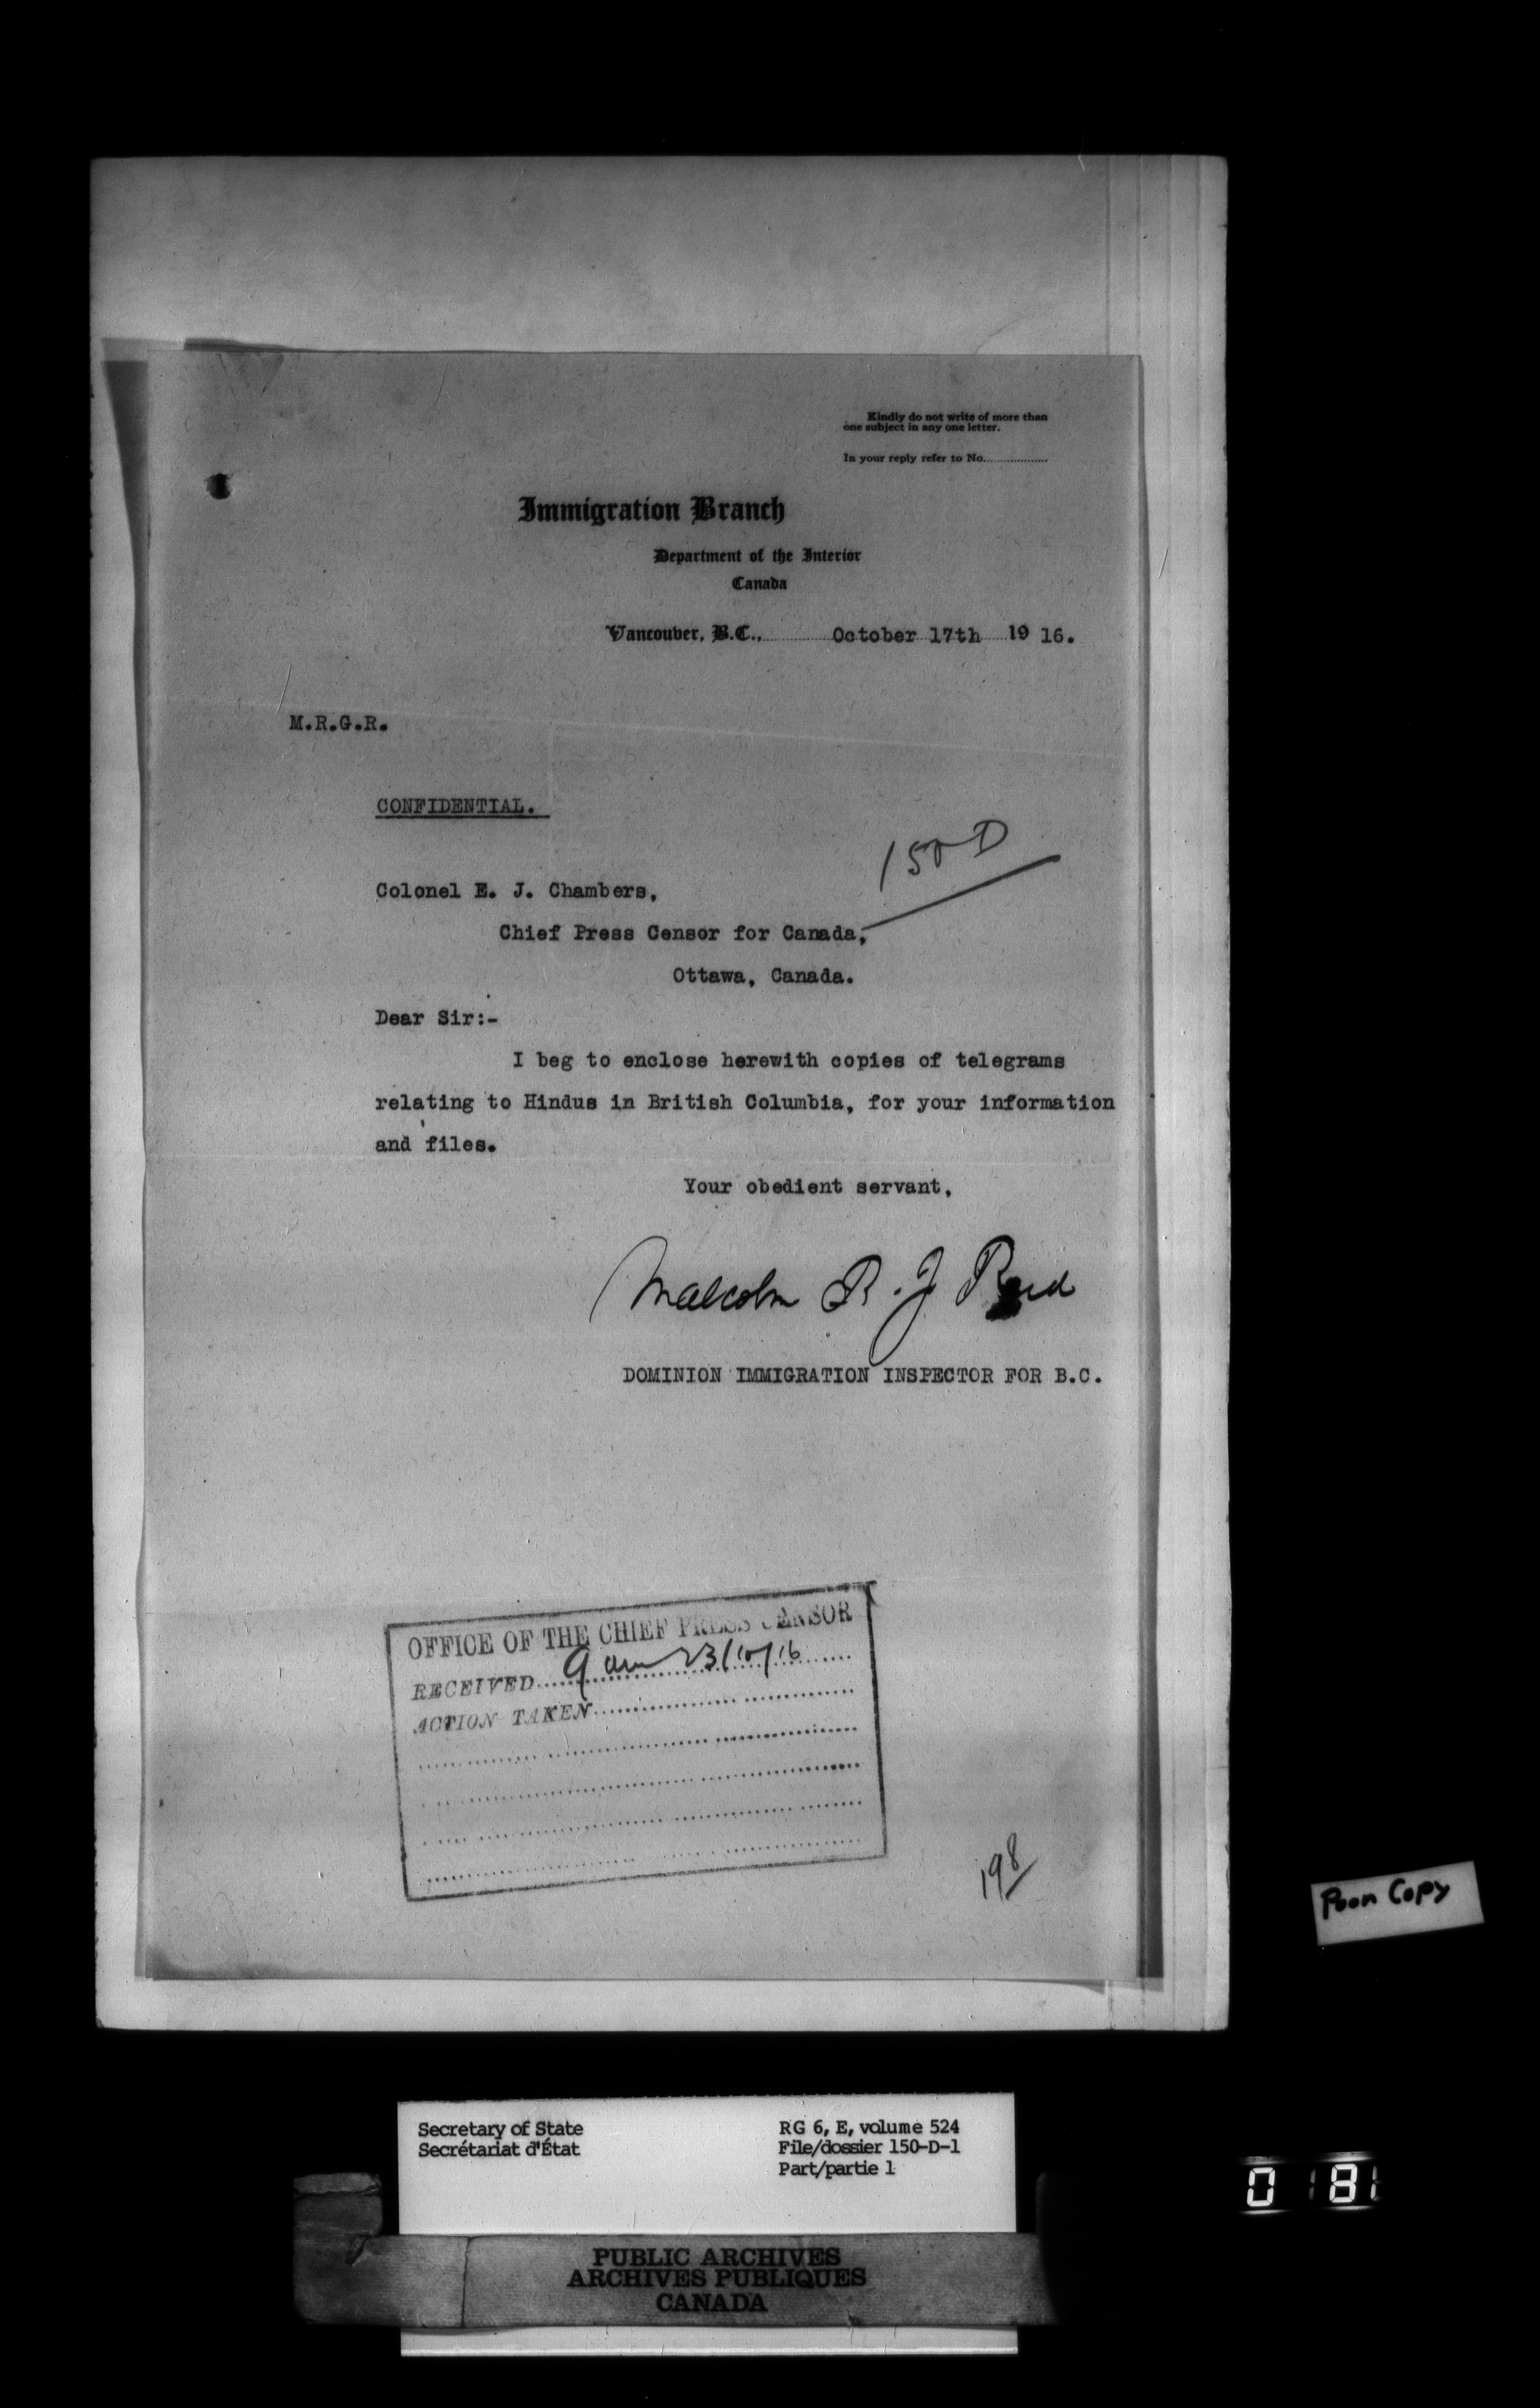 Kindly do not write of more than
one subject in any one letter.
In your reply refer to No..................
Immigration Branch
Department of the Interior
Canada
Vancouver, B.C., October 17th 19 16.
M.R.G.R.
CONFIDENTIAL.
150 D
Colonel E. J. Chambers,
Chief Press Censor for Canada,
Ottawa, Canada.
Dear Sir:-
I beg to enclose herewith copies of telegrams
relating to Hindus in British Columbia, for your information
and files.
Your obedient servant,
Malcolm R. J. Reid
DOMINION IMMIGRATION INSPECTOR FOR B.C.
OFFICE OF THE CHIEF PRESS CENSOR
RECEIVED 9 am 23/10/16
ACTION TAKEN
198
Poor Copy
Secretary of State
Secrétariat d'État
RG 6, E, volume 524
File/dossier 150-D-1
Part/partie 1
0181
PUBLIC ARCHIVES
ARCHIVES PUBLIQUES
CANADA